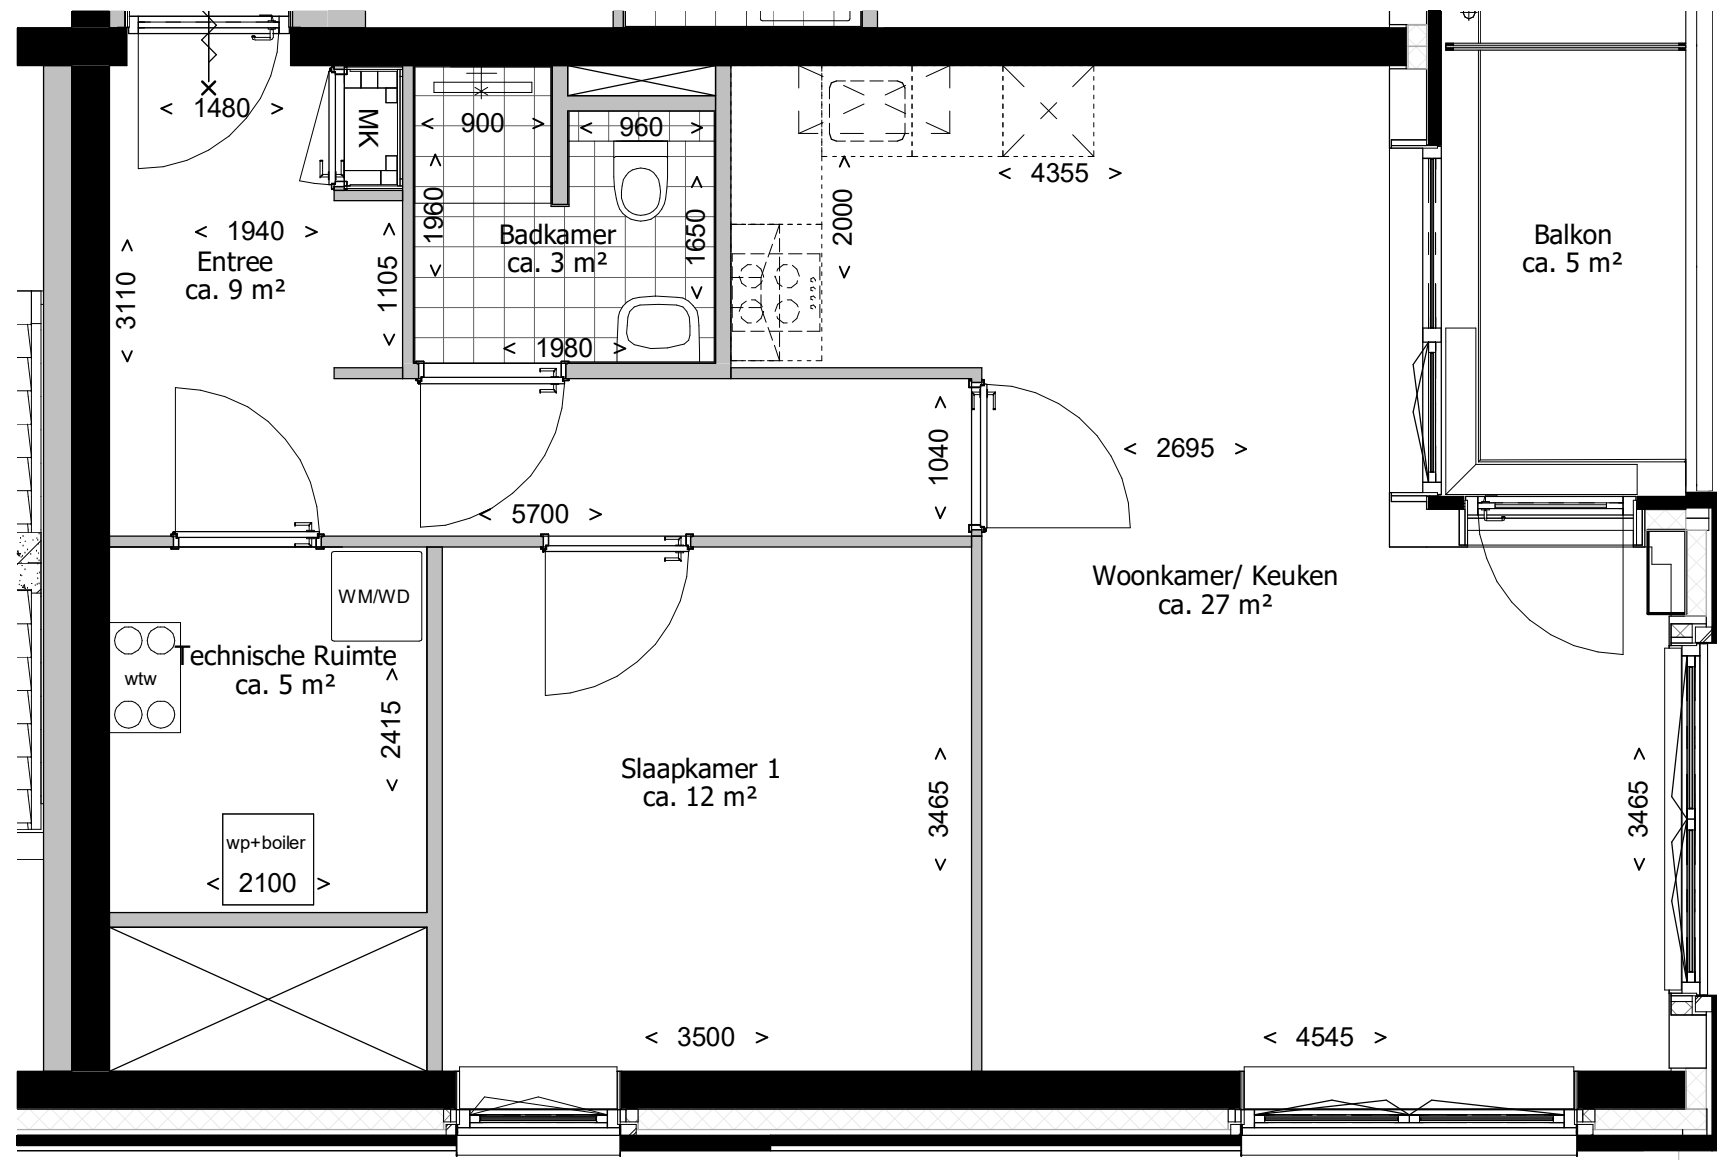 < 1480 >
MK
< 900 >
< 960 >
< 4355 >
< 1960 >
< 1650 >
< 2000 >
< 1940 >
Entree
ca. 9 m²
< 3110 >
< 1105 >
Badkamer
ca. 3 m²
< 1980 >
Balkon
ca. 5 m²
< 1040 >
< 2695 >
< 5700 >
Woonkamer/ Keuken
ca. 27 m²
WM/WD
wtw
Technische Ruimte
ca. 5 m²
< 2415 >
Slaapkamer 1
ca. 12 m²
< 3465 >
< 3465 >
wp+boiler
< 2100 >
< 3500 >
< 4545 >